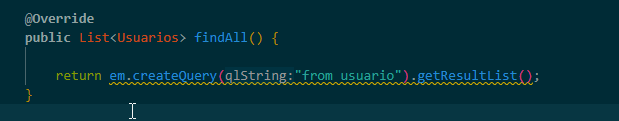 @Override
public List<Usuarios> findAll() {
return em.createQuery(qlString:"from usuario").getResultList();
}